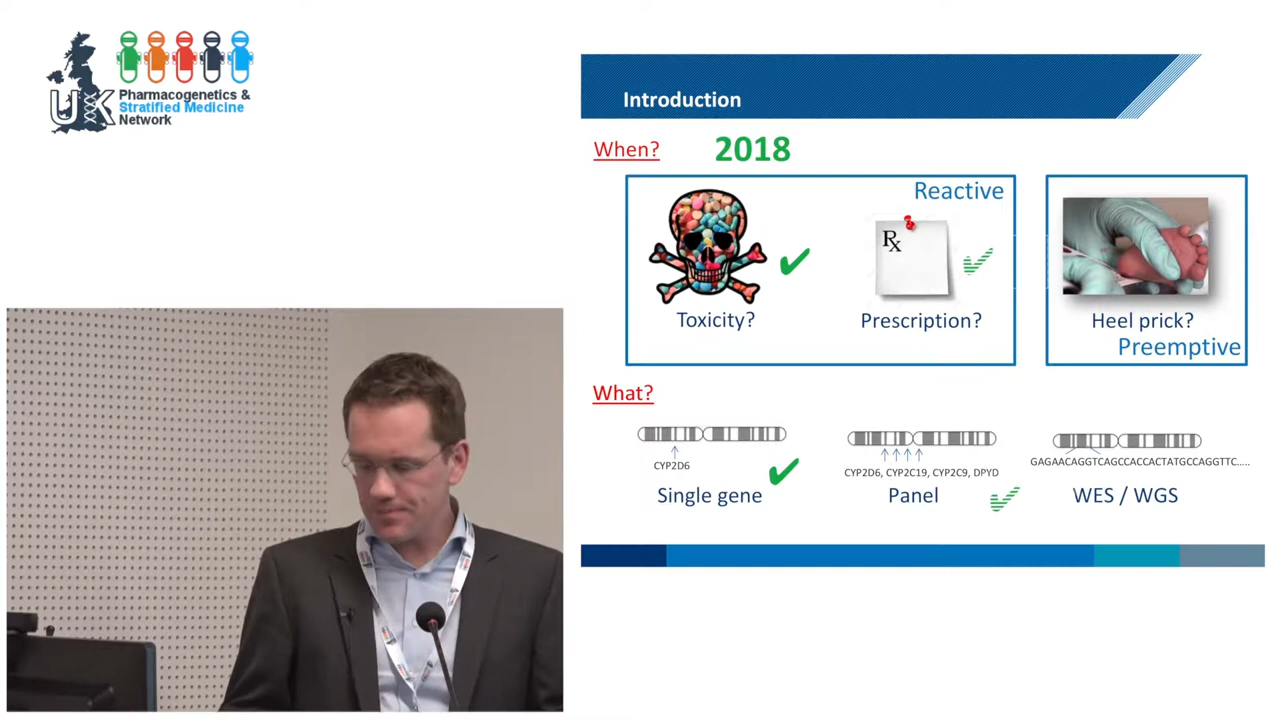 UK
Pharmacogenetics &
Stratified Medicine
Network
Introduction
When?
2018
Reactive
Rx
Toxicity?
Prescription?
Heel prick?
Preemptive
What?
CYP2D6
Single gene
CYP2D6, CYP2C19, CYP2C9, DPYD
Panel
GAGAACAGGTCAGCCACCACTATGCCAGGTTC.....
WES / WGS